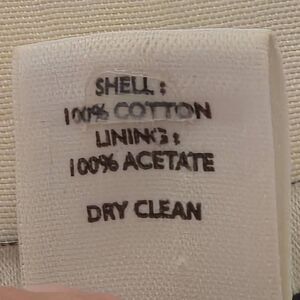 SHELL:
100% COTTON
LINING:
100% ACETATE
DRY CLEAN